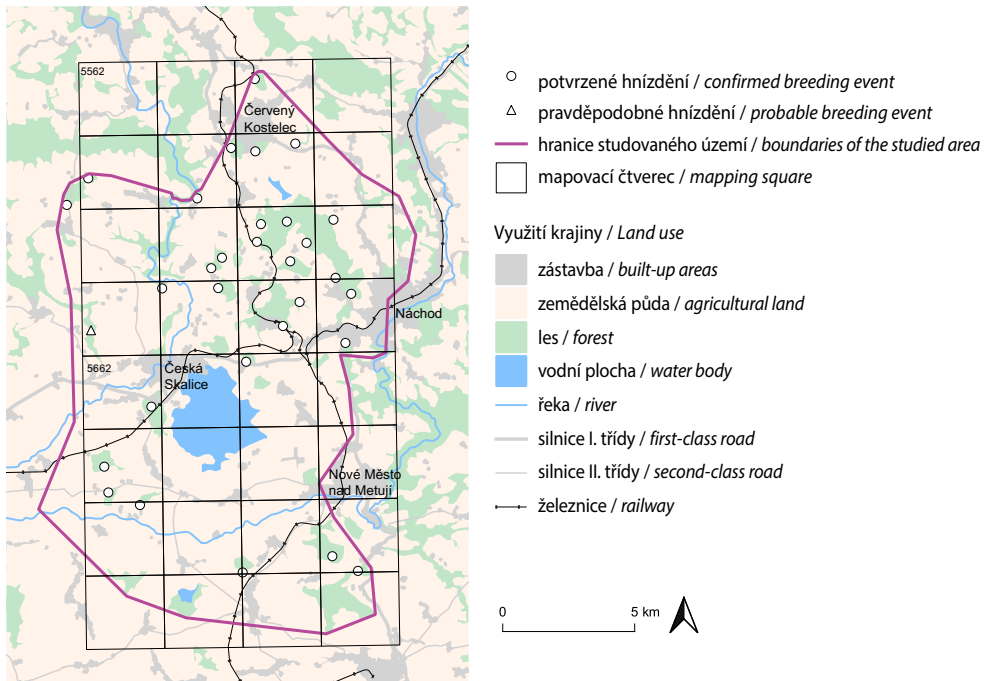 5562
Červený
Kostelec
Náchod
5662
Česká
Skalice
Nové Město
nad Metují
potvrzené hnízdění / confirmed breeding event
pravděpodobné hnízdění / probable breeding event
hranice studovaného území / boundaries of the studied area
mapovací čtverec / mapping square
Využití krajiny / Land use
zástavba / built-up areas
zemědělská půda / agricultural land
les / forest
vodní plocha / water body
řeka / river
silnice I. třídy / first-class road
silnice II. třídy / second-class road
železnice / railway
0 5 km